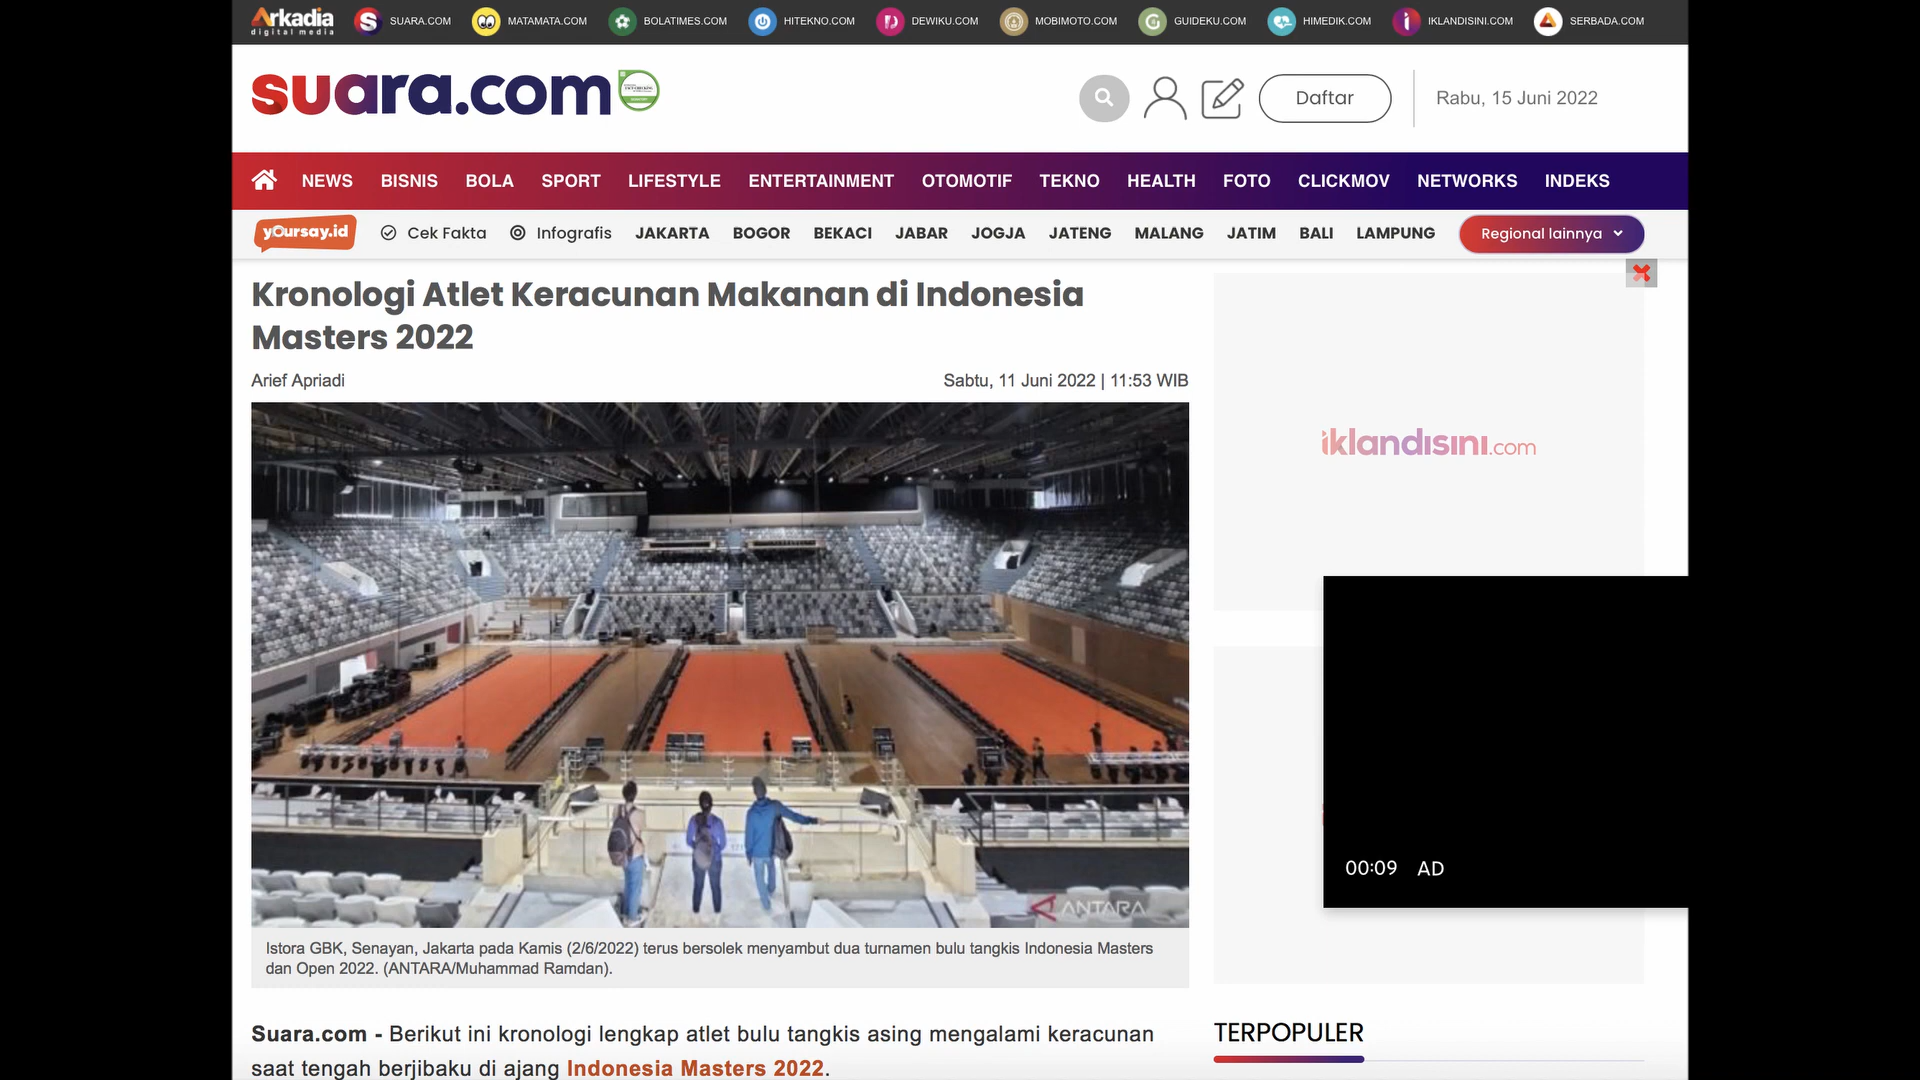 Arkadia
digital media
SUARA.COM
MATAMATA.COM
BOLATIMES.COM
HITEKNO.COM
DEWIKU.COM
MOBIMOTO.COM
GUIDEKU.COM
HIMEDIK.COM
IKLANDISINI.COM
SERBADA.COM
suara.com
Daftar
Rabu, 15 Juni 2022
NEWS BISNIS BOLA SPORT LIFESTYLE ENTERTAINMENT OTOMOTIF TEKNO HEALTH FOTO CLICKMOV NETWORKS INDEKS
yoursay.id Cek Fakta Infografis JAKARTA BOGOR BEKACI JABAR JOGJA JATENG MALANG JATIM BALI LAMPUNG Regional lainnya
Kronologi Atlet Keracunan Makanan di Indonesia
Masters 2022
Arief Apriadi
Sabtu, 11 Juni 2022 | 11:53 WIB
ANTARA
Istora GBK, Senayan, Jakarta pada Kamis (2/6/2022) terus bersolek menyambut dua turnamen bulu tangkis Indonesia Masters
dan Open 2022. (ANTARA/Muhammad Ramdan).
Suara.com - Berikut ini kronologi lengkap atlet bulu tangkis asing mengalami keracunan
saat tengah berjibaku di ajang Indonesia Masters 2022.
iklandisini.com
00:09 AD
TERPOPULER